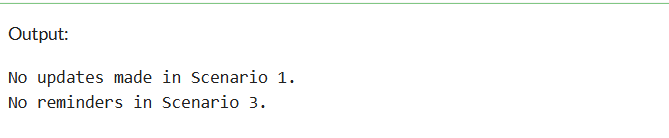 Output:
No updates made in Scenario 1.
No reminders in Scenario 3.